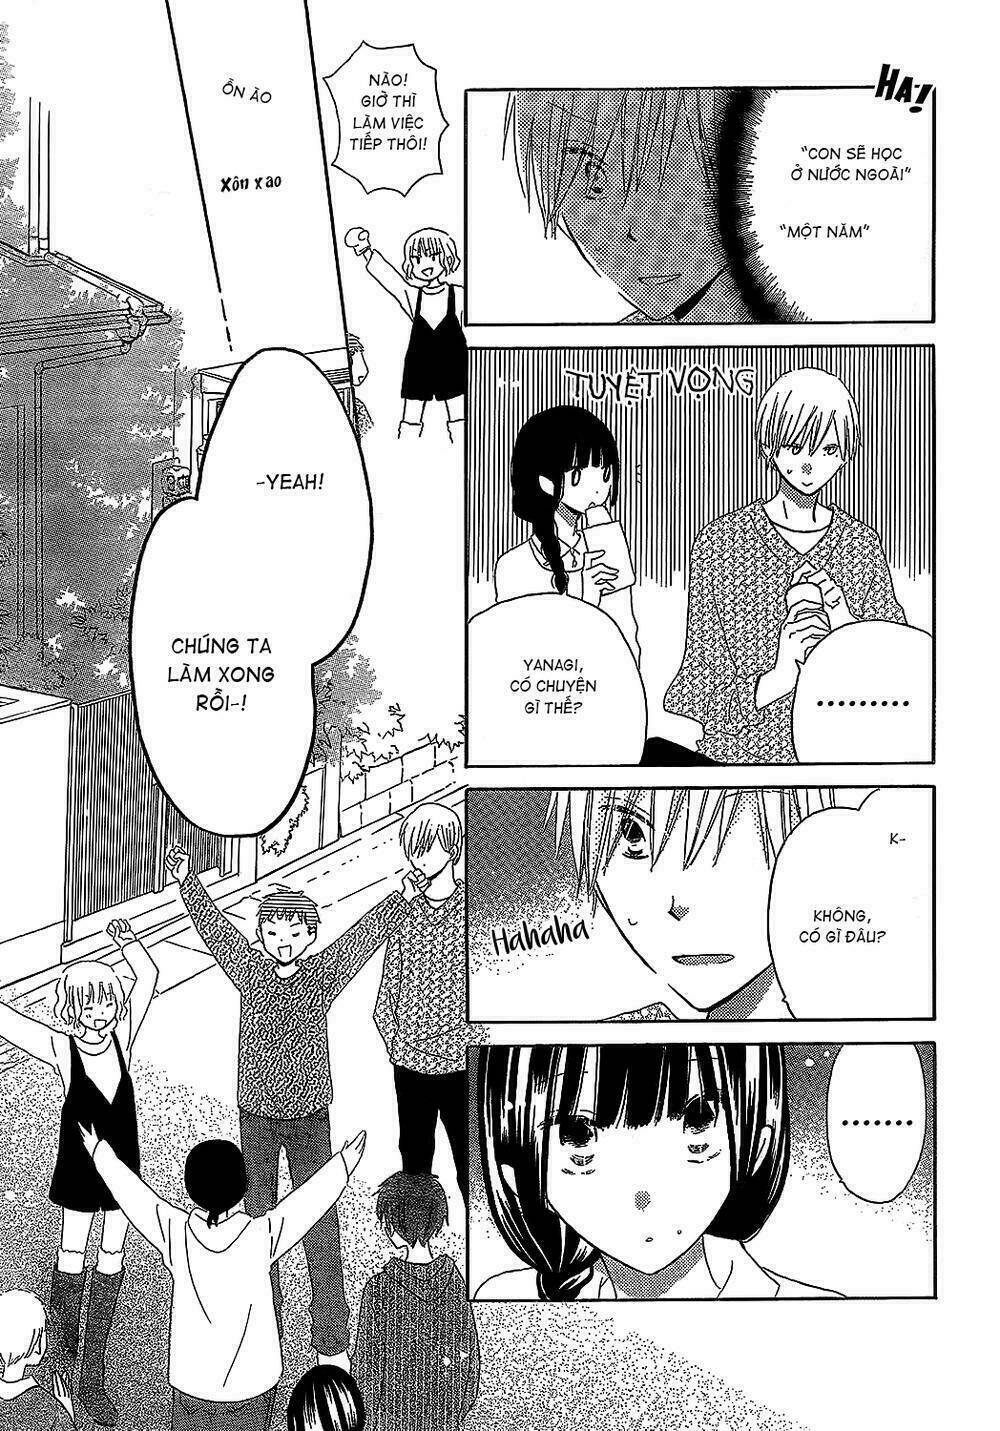 HA!
"CON SẼ HỌC
Ở NƯỚC NGOÀI"
"MỘT NĂM"
TUYỆT VỌNG
YANAGI,
CÓ CHUYỆN
GÌ THẾ?
.........
K-
KHÔNG,
CÓ GÌ ĐÂU?
Hahaha
........
NÀO!
GIỜ THÌ
LÀM VIỆC
TIẾP THÔI!
ỒN ÀO
Xôn xao
-YEAH!
CHÚNG TA
LÀM XONG
RỒI-!